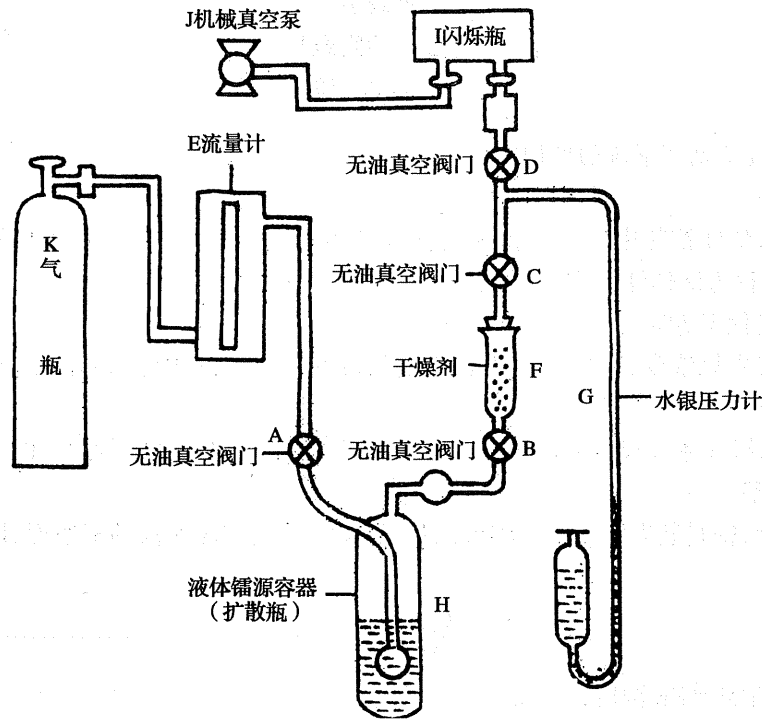 J机械真空泵
I闪烁瓶
E流量计
无油真空阀门
D
K
气
瓶
无油真空阀门
C
干燥剂
F
G
水银压力计
A
无油真空阀门
无油真空阀门
B
液体镭源容器
（扩散瓶）
H